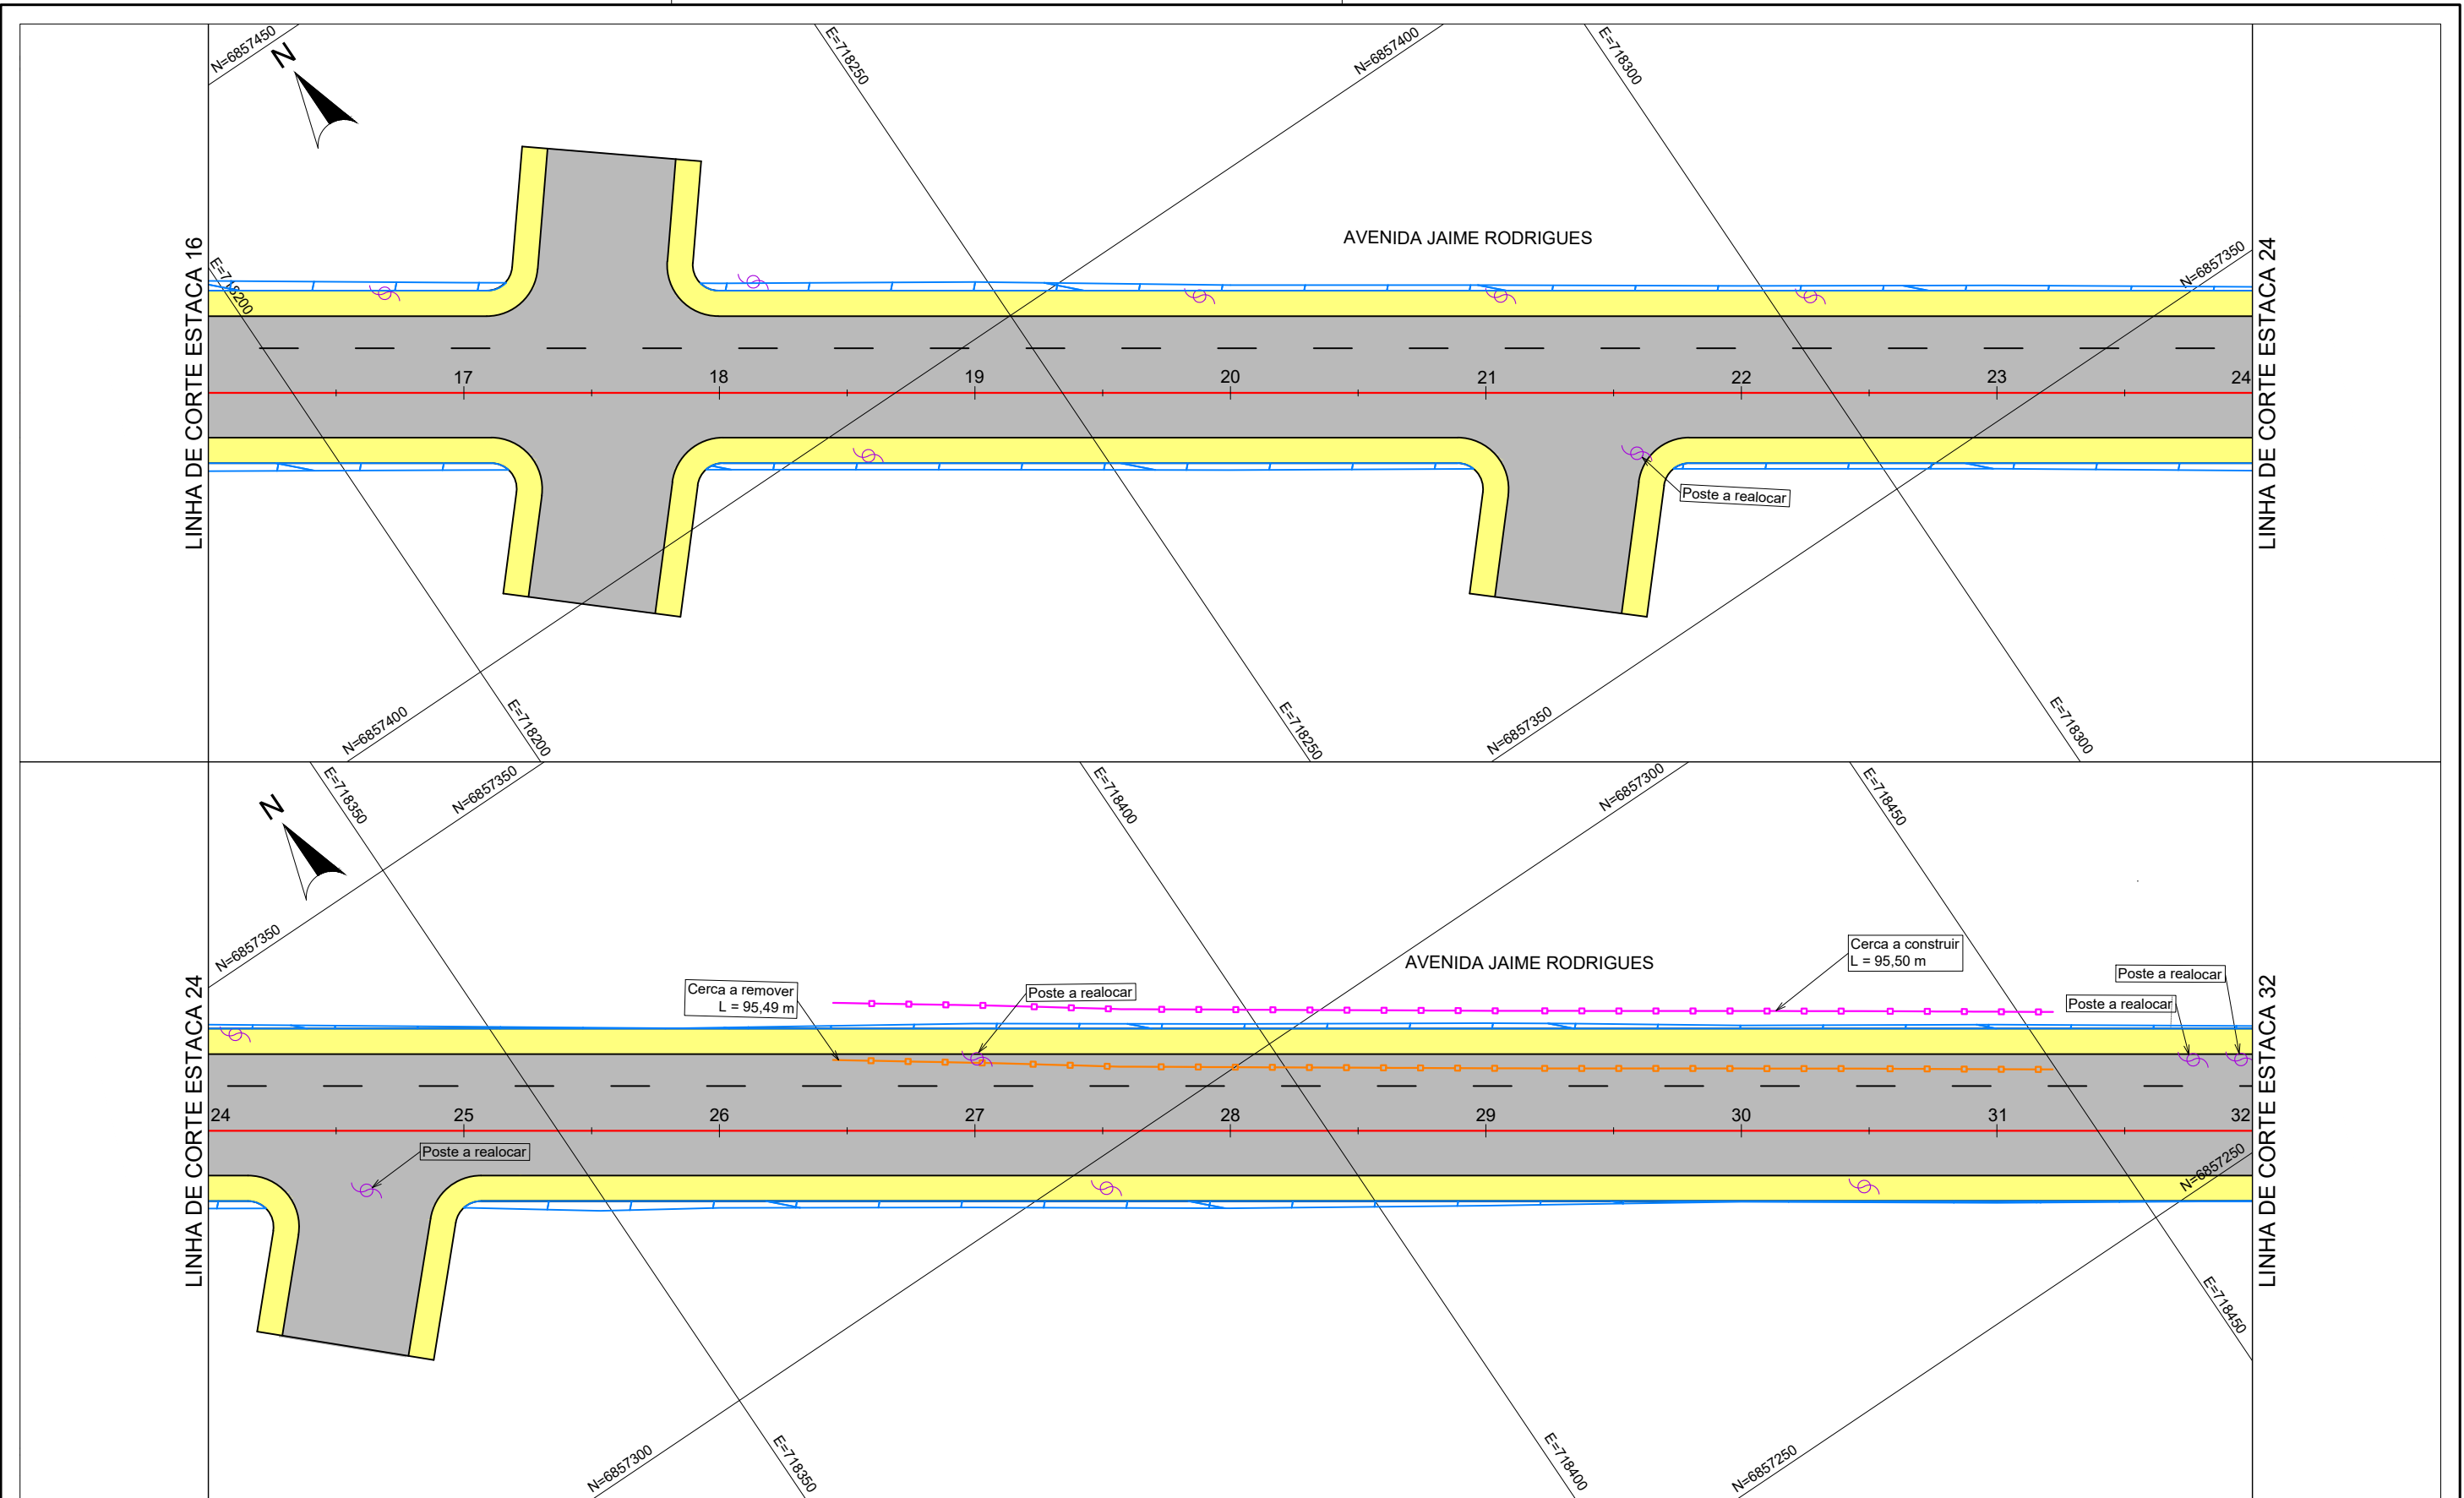 N=6857450
N
E=718250
N=6857400
E=718300
AVENIDA JAIME RODRIGUES
N=6857350
E=718200
LINHA DE CORTE ESTACA 16
17
18
19
20
21
22
23
24
LINHA DE CORTE ESTACA 24
Poste a realocar
N=6857400
E=718200
E=718250
N=6857350
E=718300
N
E=718350
N=6857350
E=718400
N=6857300
E=718450
N=6857350
AVENIDA JAIME RODRIGUES
Cerca a construir
L = 95,50 m
Poste a realocar
Poste a realocar
Cerca a remover
L = 95,49 m
Poste a realocar
LINHA DE CORTE ESTACA 24
24
25
26
27
28
29
30
31
32
LINHA DE CORTE ESTACA 32
Poste a realocar
N=6857250
E=718450
N=6857300
E=718350
E=718400
N=6857250